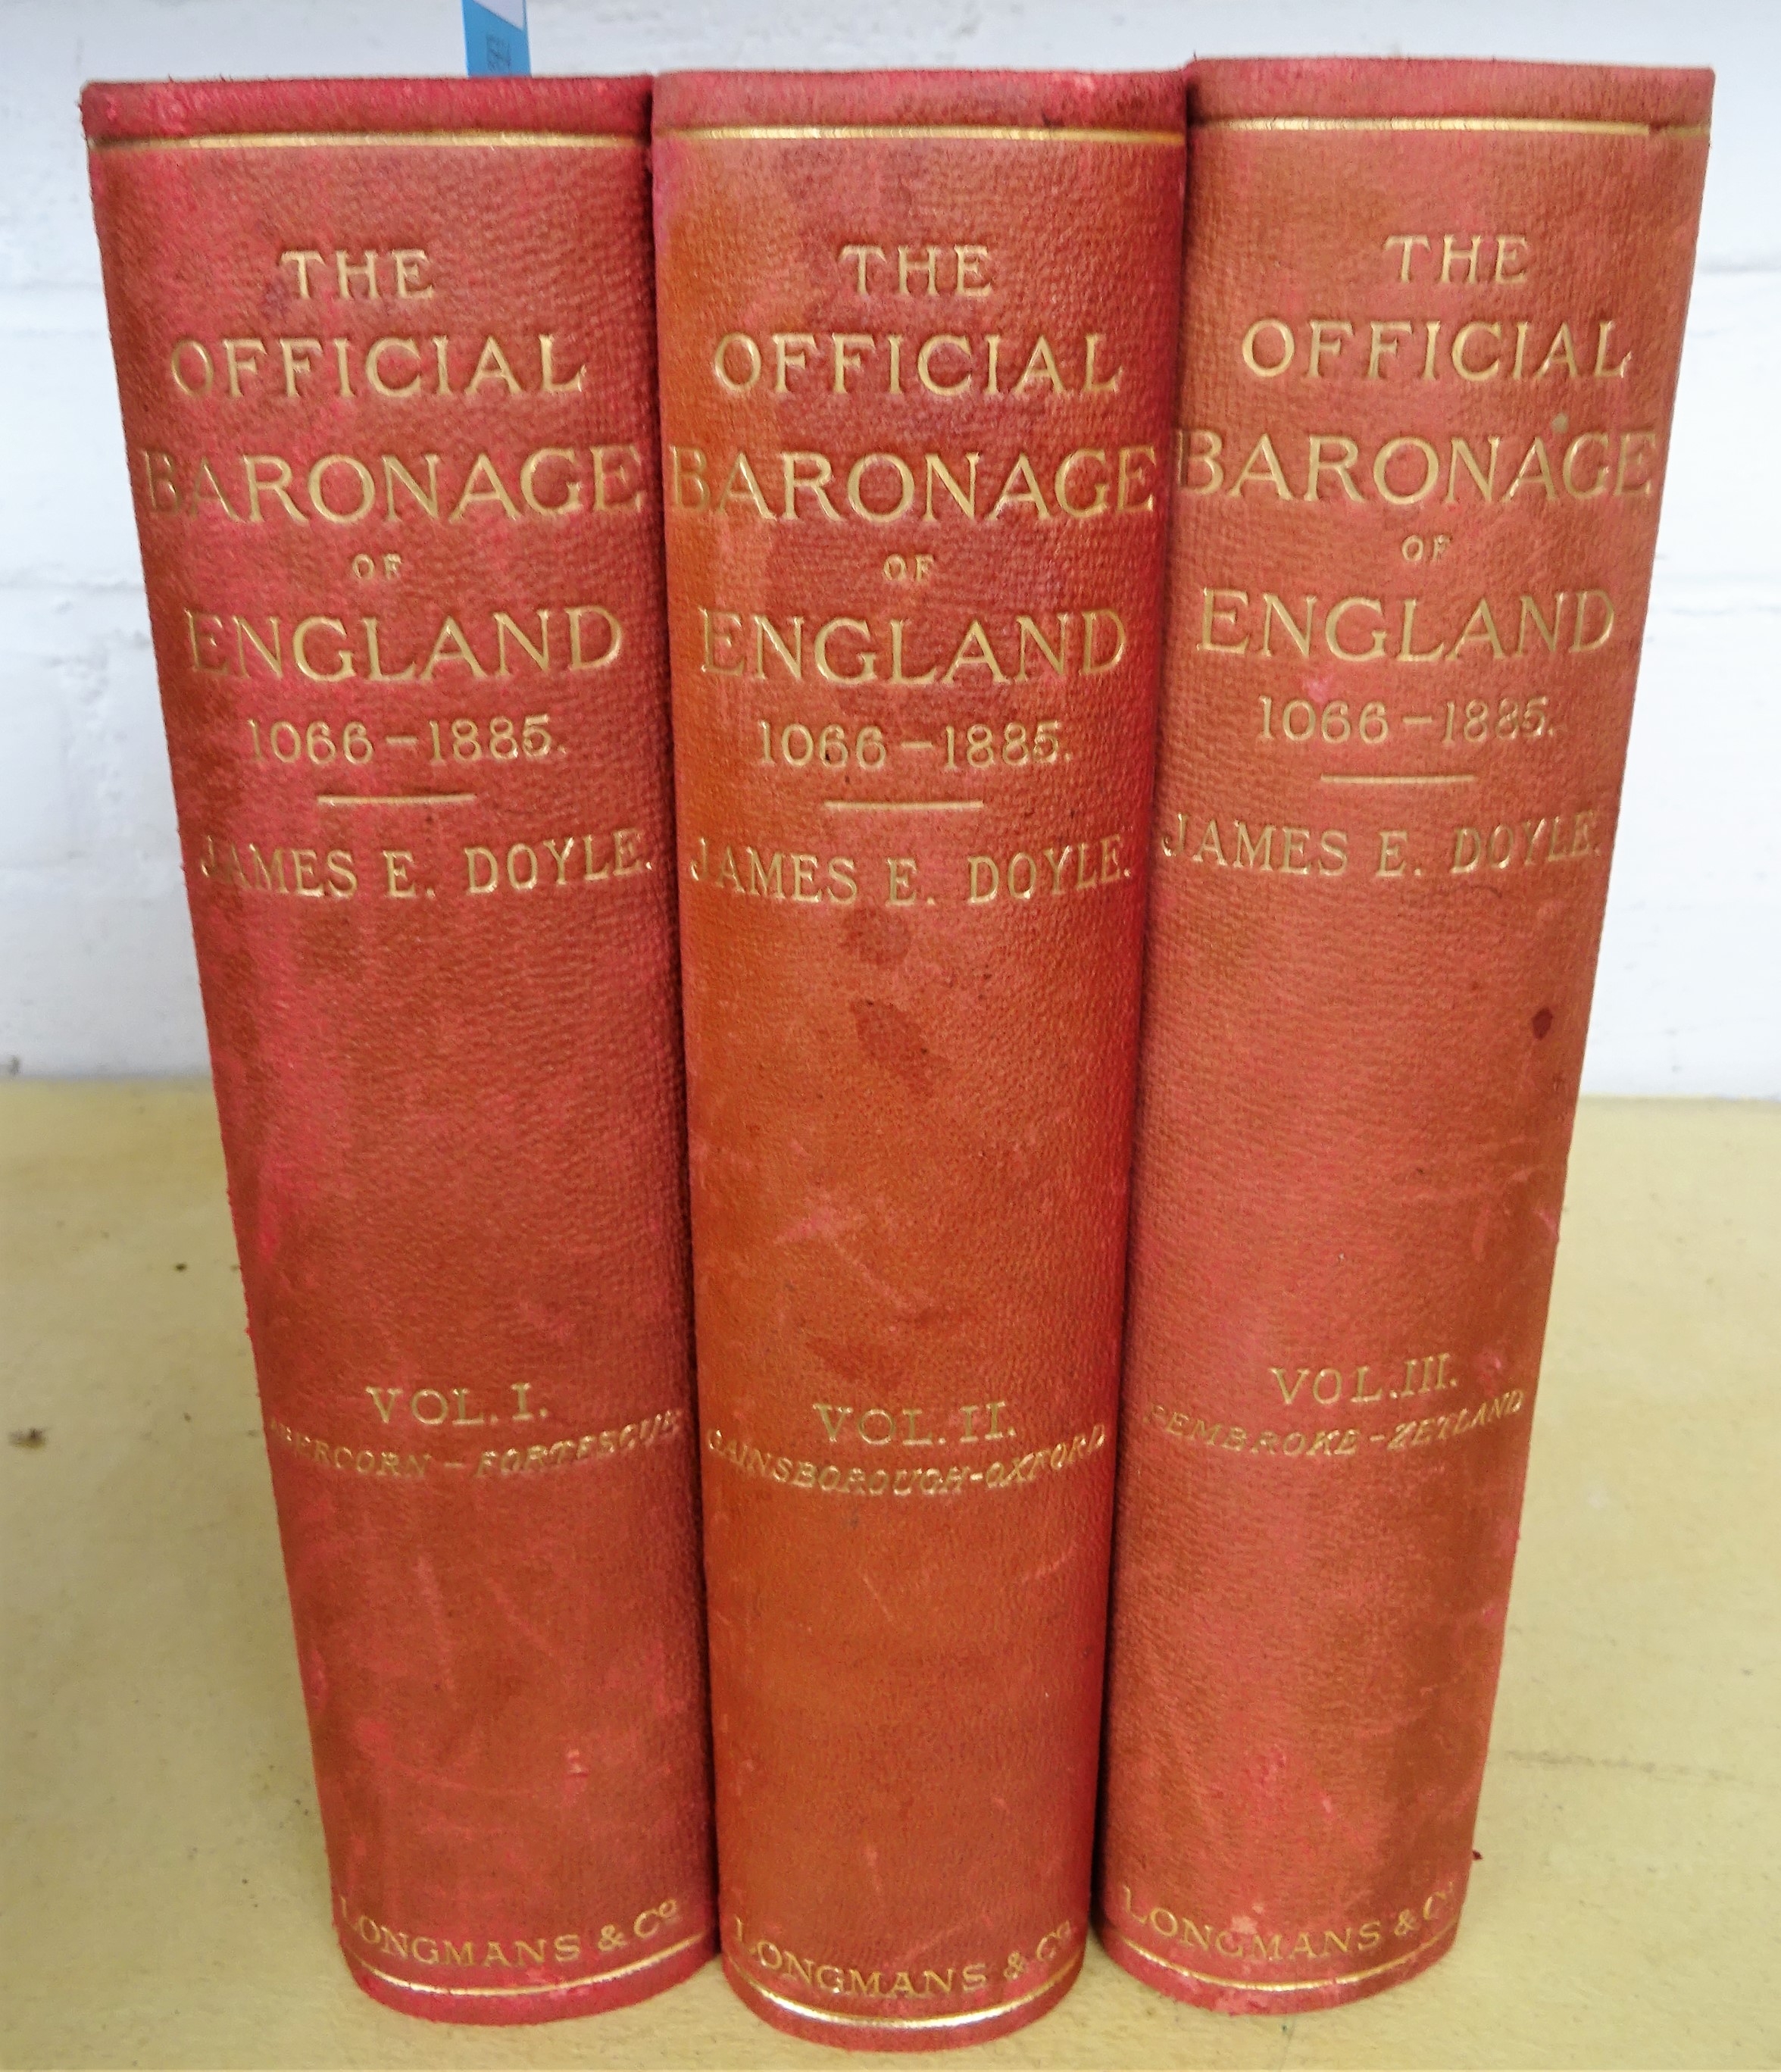 THE
OFFICIAL
BARONAGE
OF
ENGLAND
1066-1885.
JAMES E. DOYLE.
VOL. I.
ABERCORN - FORTESCUE
LONGMANS & Cº
THE
OFFICIAL
BARONAGE
OF
ENGLAND
1066-1885.
JAMES E. DOYLE.
VOL. II.
GAINSBOROUGH-OXFORD
LONGMANS & Cº
THE
OFFICIAL
BARONAGE
OF
ENGLAND
1066-1885.
JAMES E. DOYLE.
VOL. III.
PEMBROKE - ZETLAND
LONGMANS & Cº